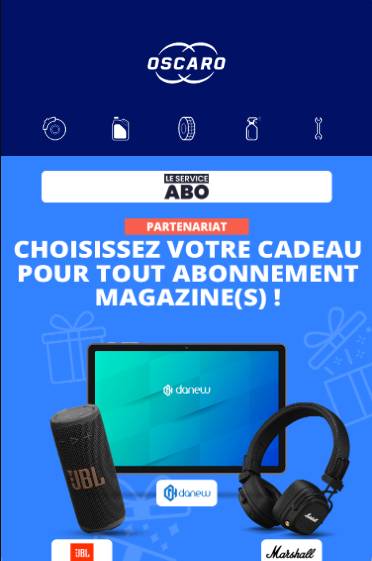 OSCARO
LE SERVICE
ABO
PARTENARIAT
CHOISISSEZ VOTRE CADEAU
POUR TOUT ABONNEMENT
MAGAZINE(S) !
danew
JBL
danew
Marshall
JBL
Marshall